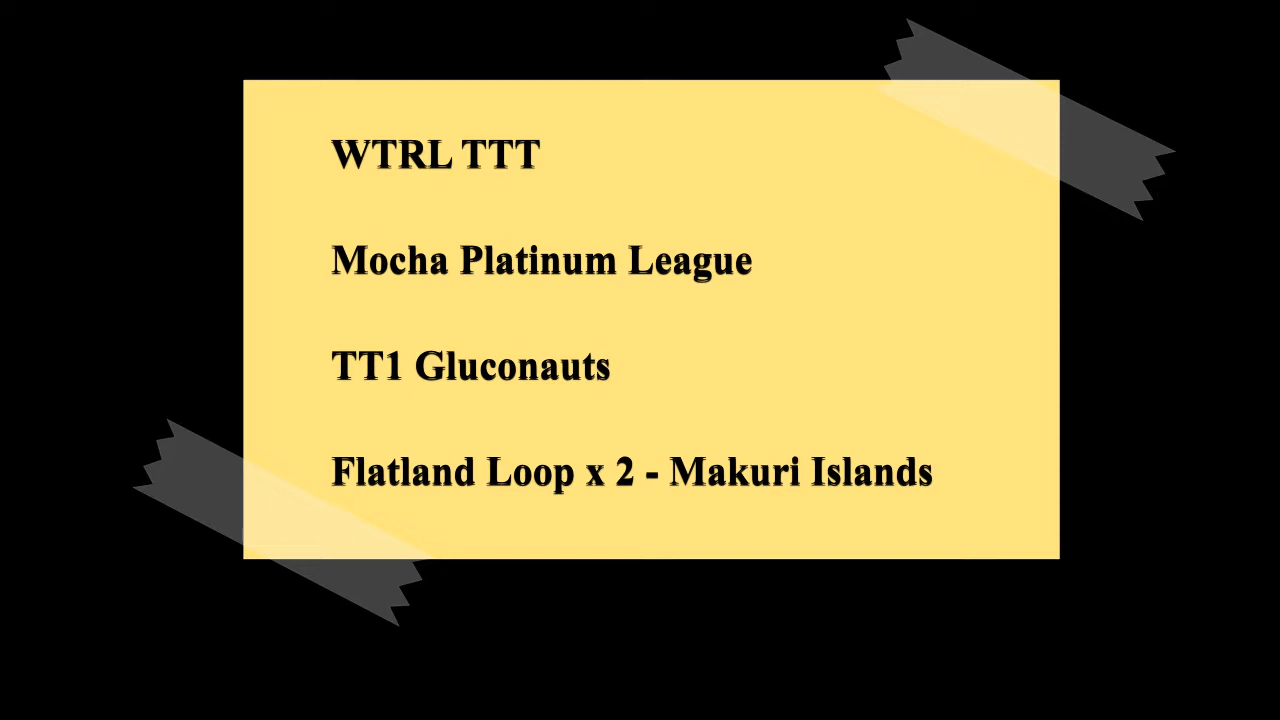 WTRL TTT
Mocha Platinum League
TT1 Gluconauts
Flatland Loop x 2 - Makuri Islands